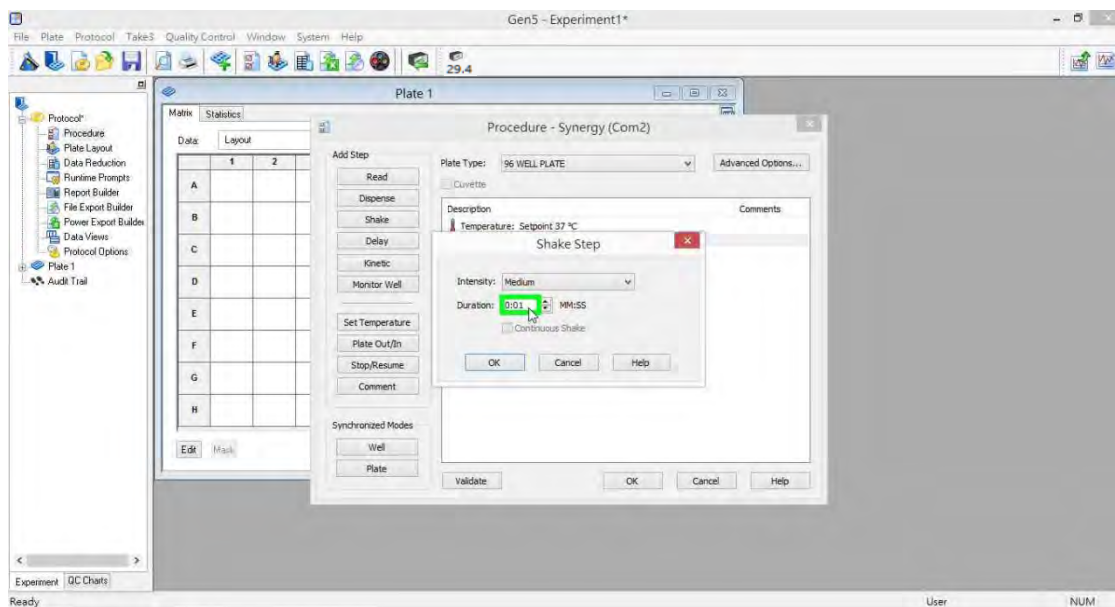 Gen5 - Experiment1*
File Plate Protocol Take3 Quality Control Window System Help
29.4
Protocol*
Procedure
Plate Layout
Data Reduction
Runtime Prompts
Report Builder
File Export Builder
Power Export Builder
Data Views
Protocol Options
Plate 1
Audit Trail
Experiment QC Charts
Plate 1
Matrix Statistics
Data: Layout
1 2
A
B
C
D
E
F
G
H
Edit Mask
Procedure - Synergy (Com2)
Add Step
Read
Dispense
Shake
Delay
Kinetic
Monitor Well
Set Temperature
Plate Out/In
Stop/Resume
Comment
Synchronized Modes
Well
Plate
Plate Type: 96 WELL PLATE Advanced Options...
Cuvette
Description Comments
Temperature: Setpoint 37 °C
Shake Step
Intensity: Medium
Duration: 0:01 MM:SS
Continuous Shake
OK Cancel Help
Validate OK Cancel Help
Ready User NUM